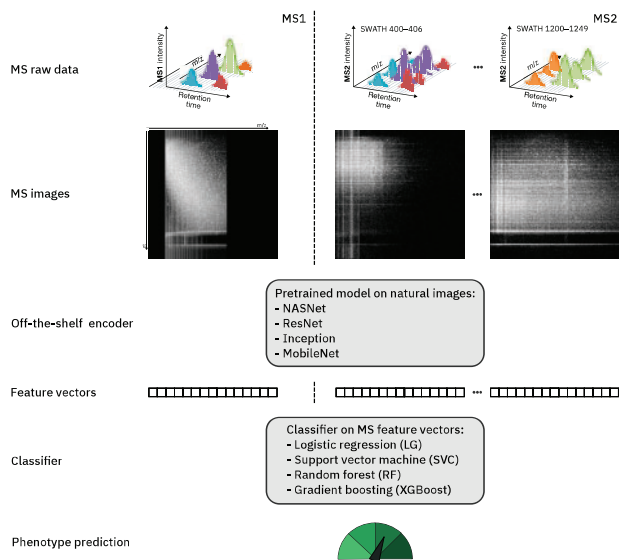 MS1
MS2
SWATH 400–406
SWATH 1200–1249
MS raw data
MS1 intensity
m/z
Retention
time
MS2 intensity
m/z
Retention
time
•••
MS2 intensity
m/z
Retention
time
MS images
m/z
•••
Off-the-shelf encoder
Pretrained model on natural images:
- NASNet
- ResNet
- Inception
- MobileNet
Feature vectors
•••
Classifier
Classifier on MS feature vectors:
- Logistic regression (LG)
- Support vector machine (SVC)
- Random forest (RF)
- Gradient boosting (XGBoost)
Phenotype prediction